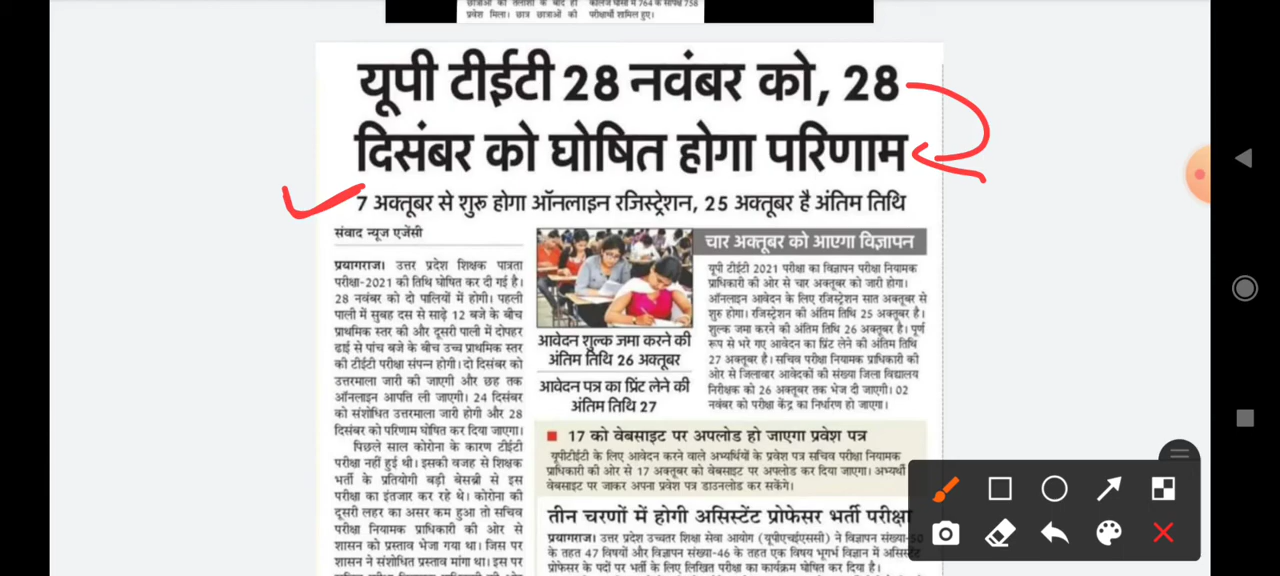 छात्राओं की तलाशी के बाद ही
प्रवेश मिला। छात्र छात्राओं की
कॉलेज घोसी में 764 के सापेक्ष 758
परीक्षार्थी शामिल हुए।
यूपी टीईटी 28 नवंबर को, 28
दिसंबर को घोषित होगा परिणाम
7 अक्तूबर से शुरू होगा ऑनलाइन रजिस्ट्रेशन, 25 अक्तूबर है अंतिम तिथि
संवाद न्यूज एजेंसी
प्रयागराज। उत्तर प्रदेश शिक्षक पात्रता
परीक्षा-2021 की तिथि घोषित कर दी गई है।
28 नवंबर को दो पालियों में होगी। पहली
पाली में सुबह दस से साढ़े 12 बजे के बीच
प्राथमिक स्तर की और दूसरी पाली में दोपहर
ढाई से पांच बजे के बीच उच्च प्राथमिक स्तर
की टीईटी परीक्षा संपन्न होगी। दो दिसंबर को
उत्तरमाला जारी की जाएगी और छह तक
ऑनलाइन आपत्ति ली जाएगी। 24 दिसंबर
को संशोधित उत्तरमाला जारी होगी और 28
दिसंबर को परिणाम घोषित कर दिया जाएगा।
पिछले साल कोरोना के कारण टीईटी
परीक्षा नहीं हुई थी। इसकी वजह से शिक्षक
भर्ती के प्रतियोगी बड़ी बेसब्री से इस
परीक्षा का इंतजार कर रहे थे। कोरोना की
दूसरी लहर का असर कम हुआ तो सचिव
परीक्षा नियामक प्राधिकारी की ओर से
शासन को प्रस्ताव भेजा गया था। जिस पर
शासन ने संशोधित प्रस्ताव मांगा था। इस पर
आवेदन शुल्क जमा करने की
अंतिम तिथि 26 अक्तूबर
आवेदन पत्र का प्रिंट लेने की
अंतिम तिथि 27
चार अक्तूबर को आएगा विज्ञापन
यूपी टीईटी 2021 परीक्षा का विज्ञापन परीक्षा नियामक
प्राधिकारी की ओर से चार अक्तूबर को जारी होगा।
ऑनलाइन आवेदन के लिए रजिस्ट्रेशन सात अक्तूबर से
शुरु होगा। रजिस्ट्रेशन की अंतिम तिथि 25 अक्तूबर है।
शुल्क जमा करने की अंतिम तिथि 26 अक्तूबर है। पूर्ण
रूप से भरे गए आवेदन का प्रिंट लेने की अंतिम तिथि
27 अक्तूबर है। सचिव परीक्षा नियामक प्राधिकारी की
ओर से जिलावार आवेदकों की संख्या जिला विद्यालय
निरीक्षक को 26 अक्तूबर तक भेज दी जाएगी। 02
नवंबर को परीक्षा केंद्र का निर्धारण हो जाएगा।
17 को वेबसाइट पर अपलोड हो जाएगा प्रवेश पत्र
यूपीटीईटी के लिए आवेदन करने वाले अभ्यर्थियों के प्रवेश पत्र सचिव परीक्षा नियामक
प्राधिकारी की ओर से 17 अक्तूबर को वेबसाइट पर अपलोड कर दिया जाएगा। अभ्यर्थी
वेबसाइट पर जाकर अपना प्रवेश पत्र डाउनलोड कर सकेंगे।
तीन चरणों में होगी असिस्टेंट प्रोफेसर भर्ती परीक्षा
प्रयागराज। उत्तर प्रदेश उच्चतर शिक्षा सेवा आयोग (यूपीएचईएससी) ने विज्ञापन संख्या-50
के तहत 47 विषयों और विज्ञापन संख्या-46 के तहत एक विषय भूगर्भ विज्ञान में असिस्टेंट
प्रोफेसर के पदों पर भर्ती के लिए लिखित परीक्षा का कार्यक्रम घोषित कर दिया है।